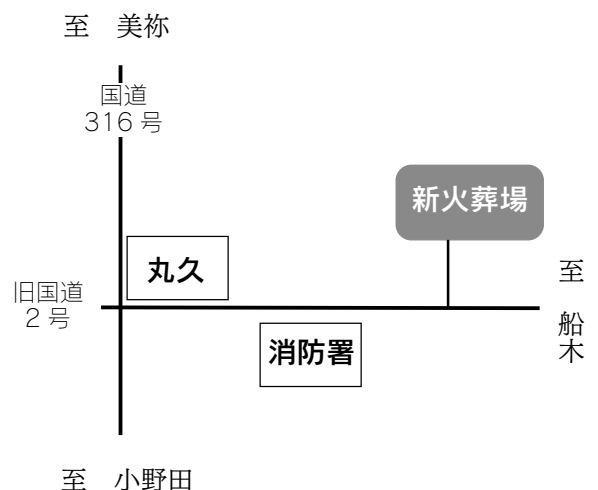 至　美祢
国道
316 号
新火葬場
丸久
至　船木
旧国道
2 号
消防署
至　小野田